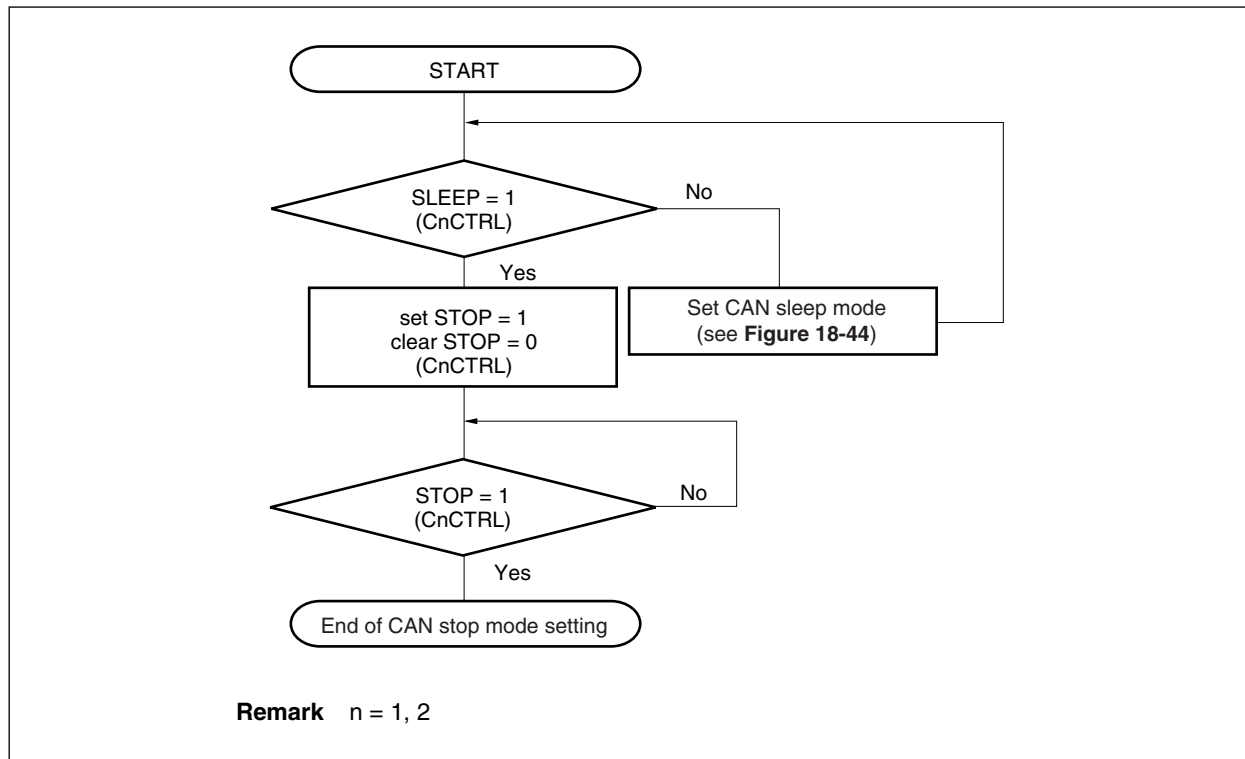 START
SLEEP = 1
(CnCTRL)
No
Yes
set STOP = 1
clear STOP = 0
(CnCTRL)
Set CAN sleep mode
(see Figure 18-44)
STOP = 1
(CnCTRL)
No
Yes
End of CAN stop mode setting
Remark n = 1, 2